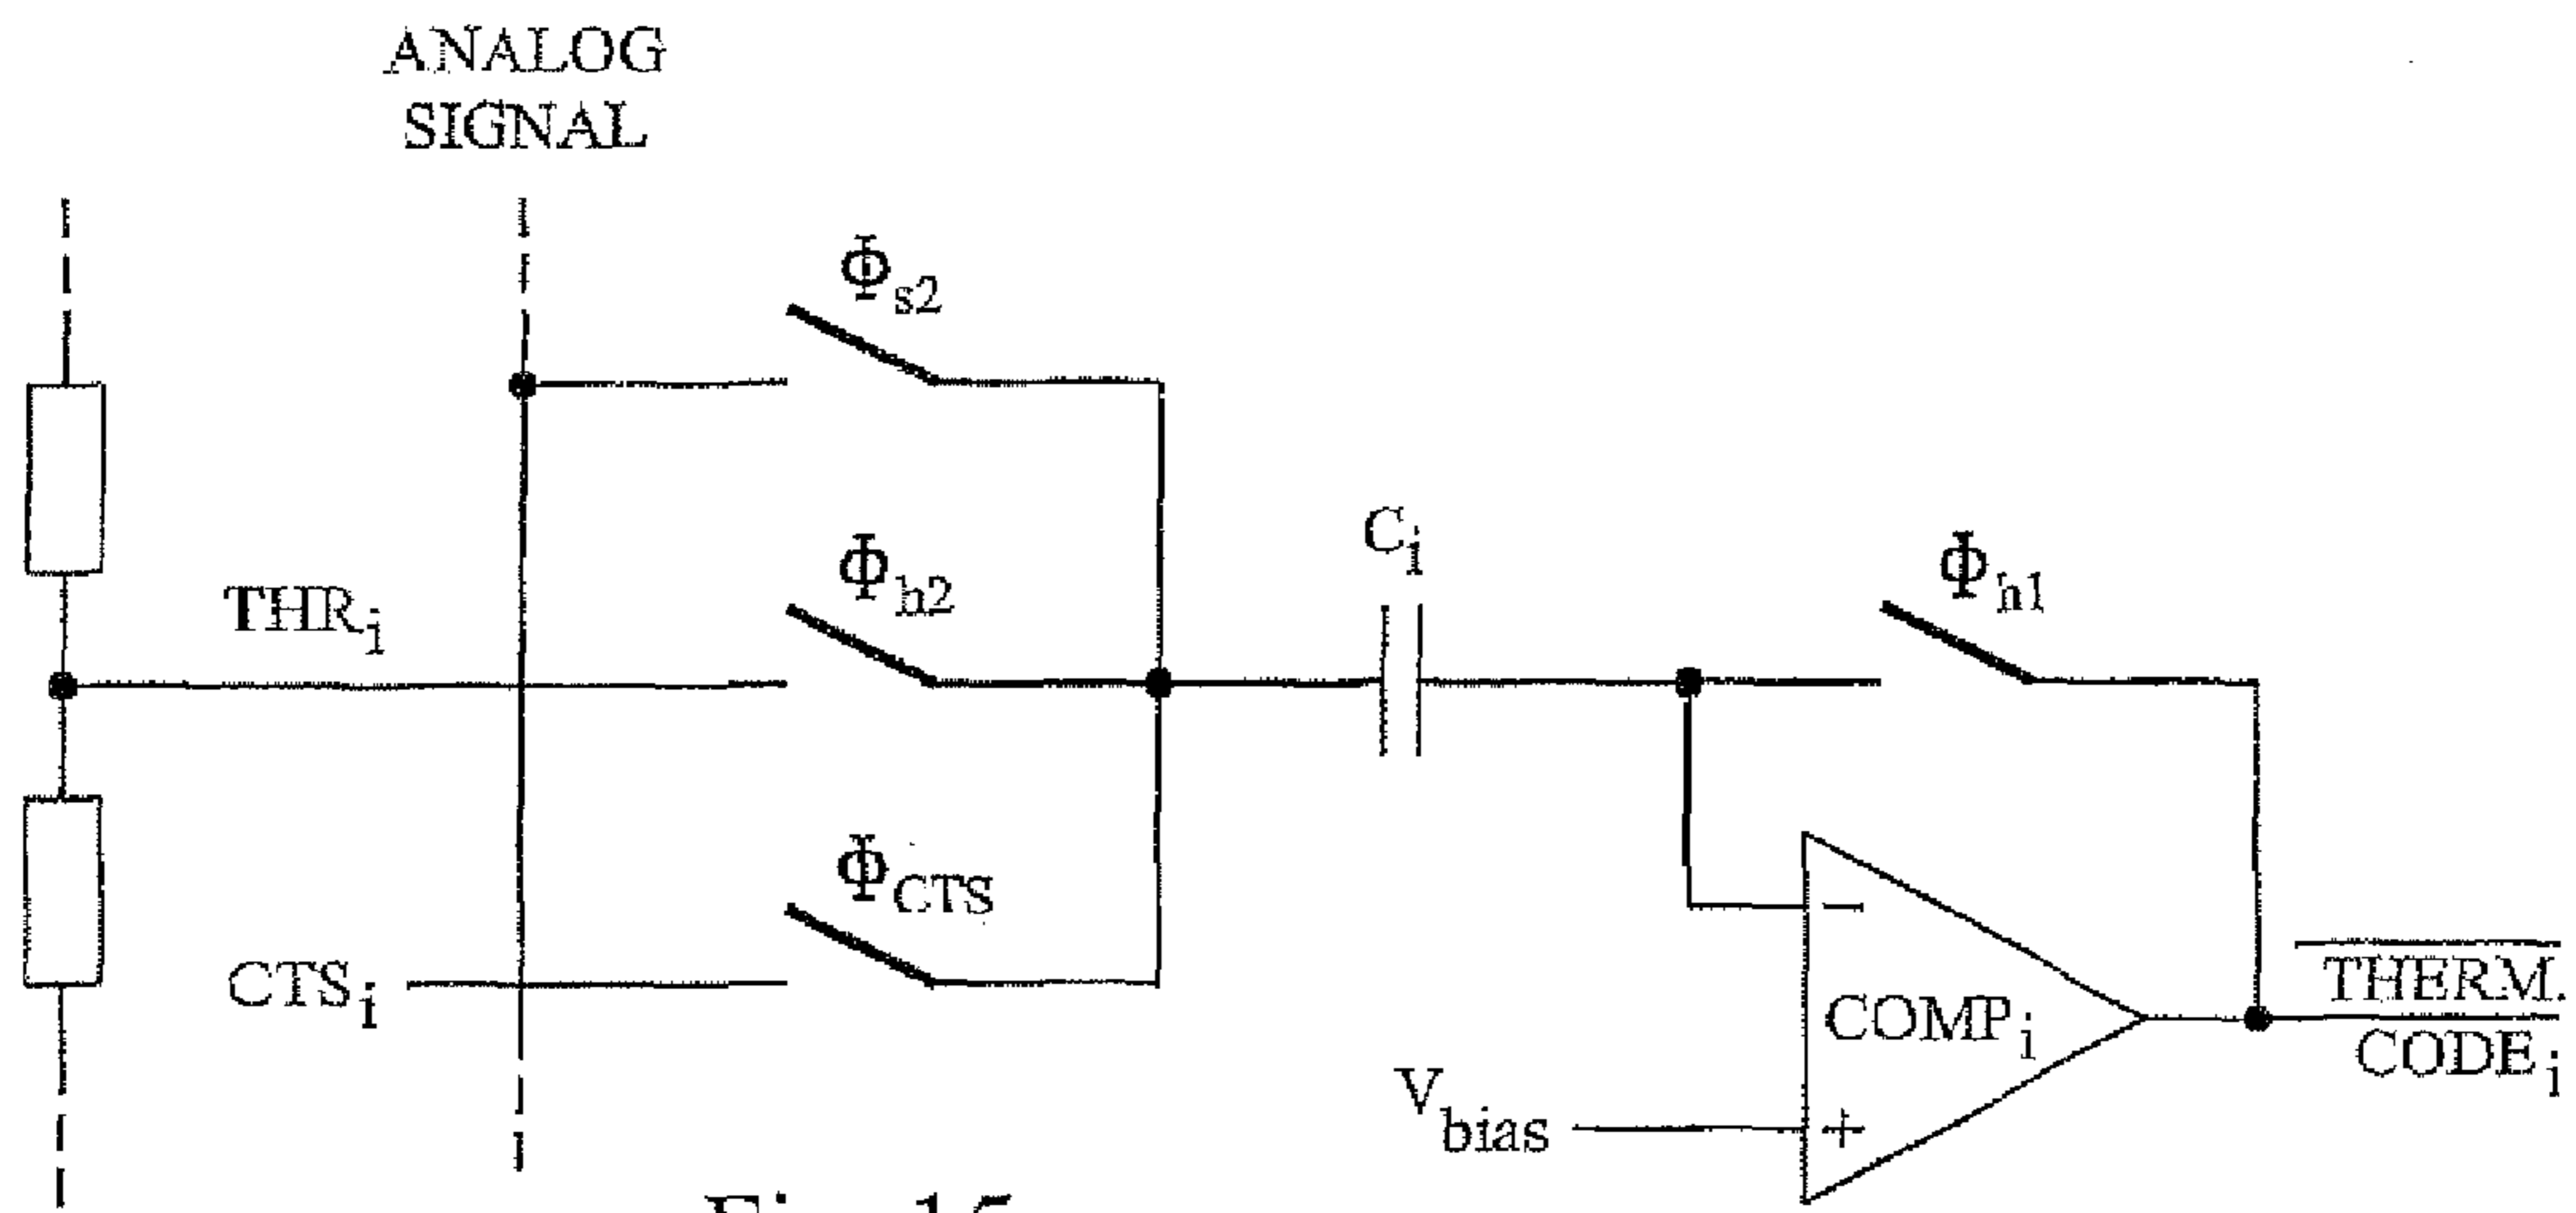 ANALOG
SIGNAL
Φs2
Ci
Φh2
Φh1
THRi
ΦCTS
CTSi
COMPi
THERM.
CODEi
Vbias
-
+